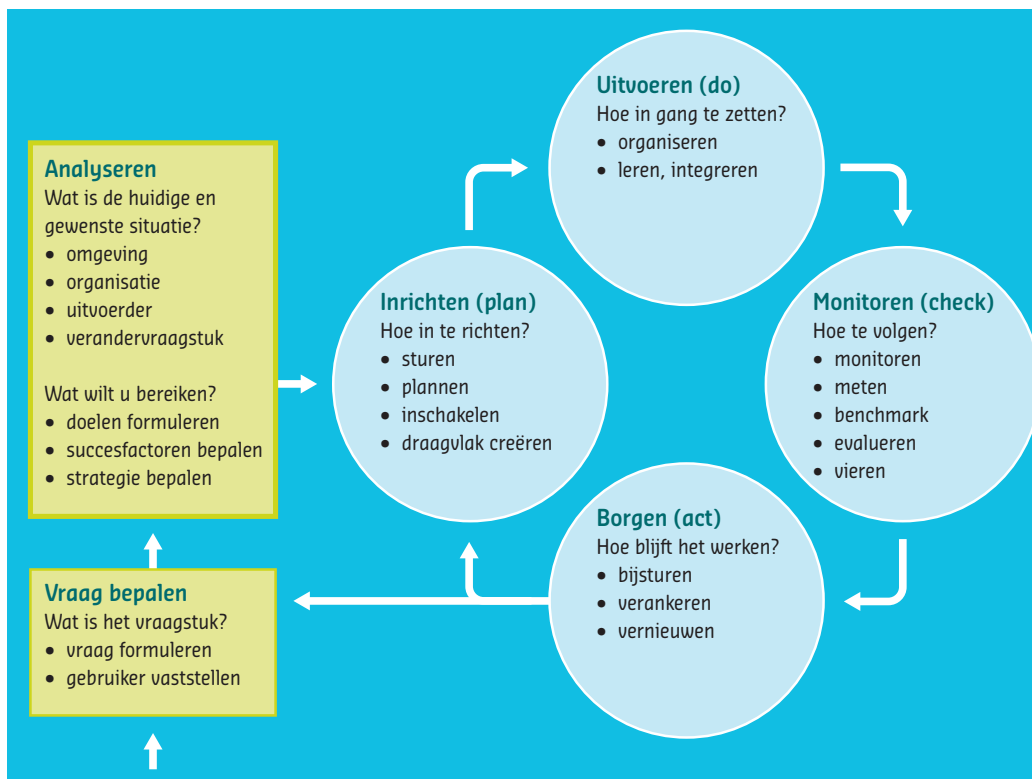 Vraag bepalen
Wat is het vraagstuk?
• vraag formuleren
• gebruiker vaststellen
Analyseren
Wat is de huidige en
gewenste situatie?
• omgeving
• organisatie
• uitvoerder
• verandervraagstuk
Wat wilt u bereiken?
• doelen formuleren
• succesfactoren bepalen
• strategie bepalen
Inrichten (plan)
Hoe in te richten?
• sturen
• plannen
• inschakelen
• draagvlak creëren
Uitvoeren (do)
Hoe in gang te zetten?
• organiseren
• leren, integreren
Monitoren (check)
Hoe te volgen?
• monitoren
• meten
• benchmark
• evalueren
• vieren
Borgen (act)
Hoe blijft het werken?
• bijsturen
• verankeren
• vernieuwen